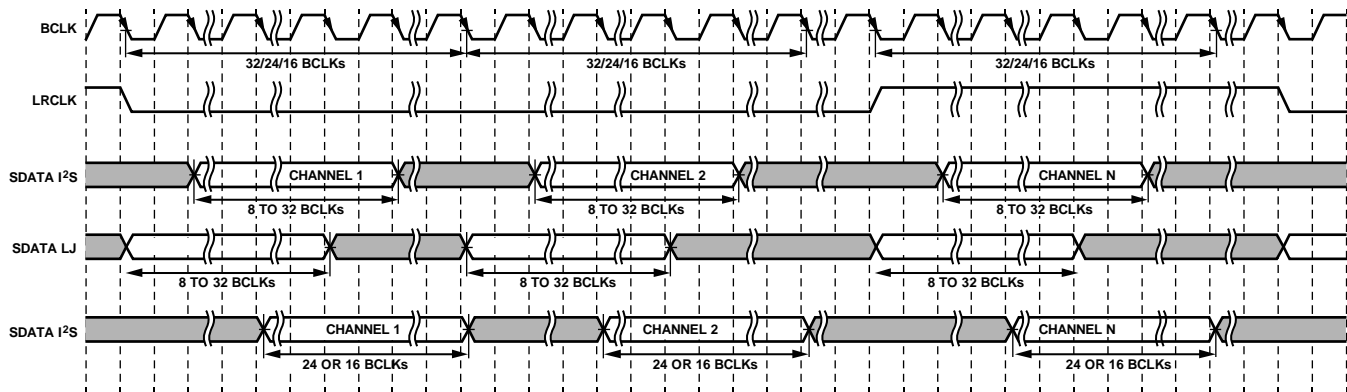 BCLK
32/24/16 BCLKs
32/24/16 BCLKs
32/24/16 BCLKs
LRCLK
SDATA I²S
CHANNEL 1
CHANNEL 2
CHANNEL N
8 TO 32 BCLKs
8 TO 32 BCLKs
8 TO 32 BCLKs
SDATA LJ
8 TO 32 BCLKs
8 TO 32 BCLKs
8 TO 32 BCLKs
SDATA I²S
CHANNEL 1
CHANNEL 2
CHANNEL N
24 OR 16 BCLKs
24 OR 16 BCLKs
24 OR 16 BCLKs